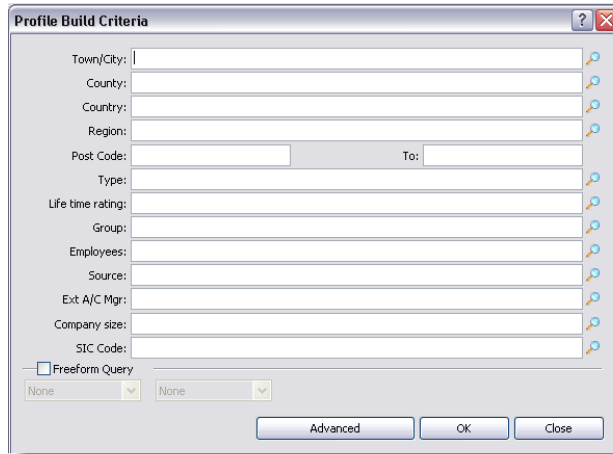 Profile Build Criteria
Town/City:
County:
Country:
Region:
Post Code: To:
Type:
Life time rating:
Group:
Employees:
Source:
Ext A/C Mgr:
Company size:
SIC Code:
Freeform Query
None None
Advanced OK Close